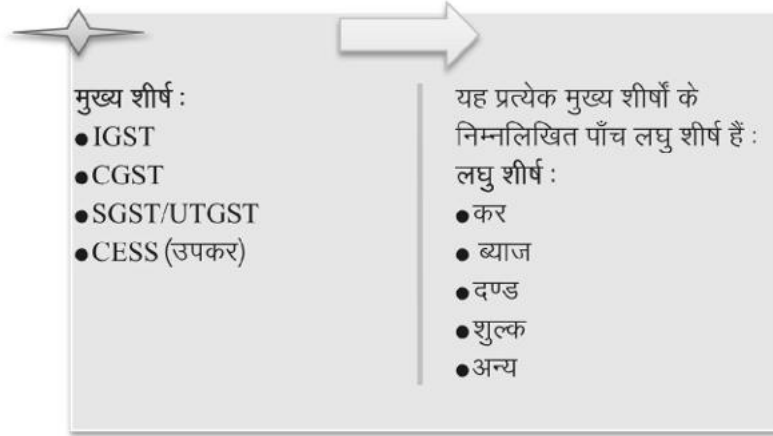 मुख्य शीर्ष :
● IGST
● CGST
● SGST/UTGST
● CESS (उपकर)
यह प्रत्येक मुख्य शीर्षों के
निम्नलिखित पाँच लघु शीर्ष हैं :
लघु शीर्ष :
● कर
● ब्याज
● दण्ड
● शुल्क
● अन्य